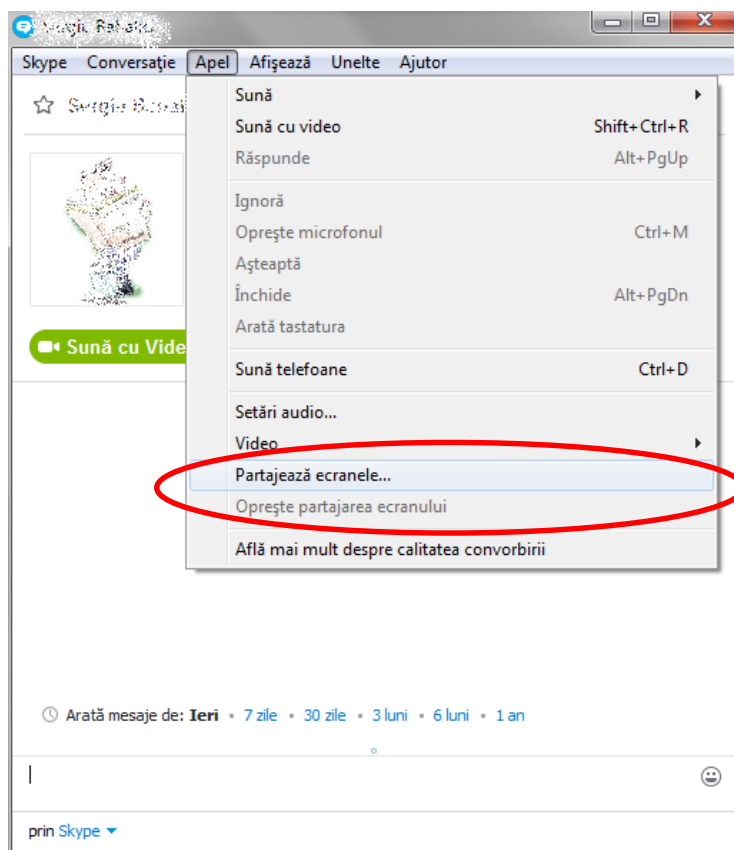 Skype Conversaţie Apel Afişează Unelte Ajutor
Sună
Sună cu video Shift+Ctrl+R
Răspunde Alt+PgUp
Ignoră
Opreşte microfonul Ctrl+M
Aşteaptă
Închide Alt+PgDn
Arată tastatura
Sună cu Vide
Sună telefoane Ctrl+D
Setări audio...
Video
Partajează ecranele...
Opreşte partajarea ecranului
Află mai mult despre calitatea convorbirii
Arată mesaje de: Ieri • 7 zile • 30 zile • 3 luni • 6 luni • 1 an
prin Skype